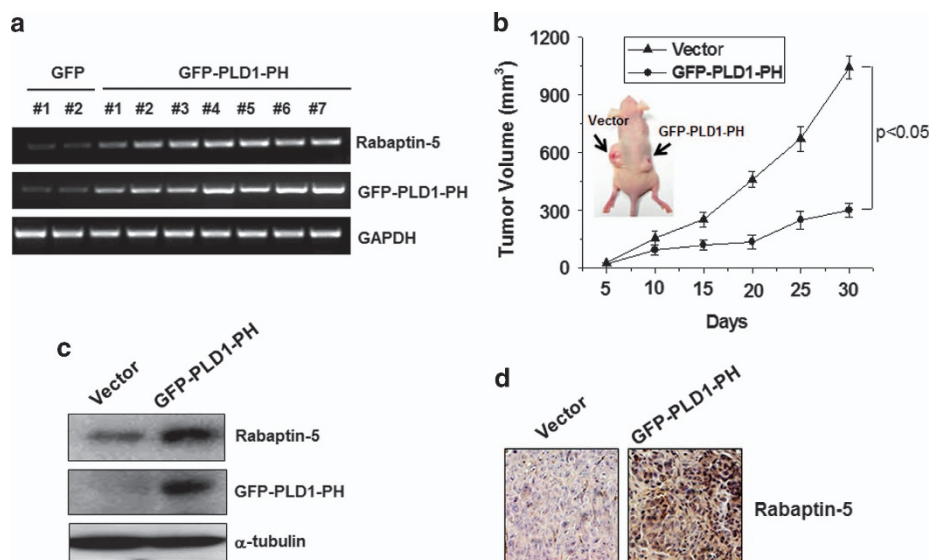 a
GFP GFP-PLD1-PH
#1 #2 #1 #2 #3 #4 #5 #6 #7
Rabaptin-5
GFP-PLD1-PH
GAPDH
b
Tumor Volume (mm³)
1200
900
600
300
0
Vector
GFP-PLD1-PH
Vector
GFP-PLD1-PH
p<0.05
5 10 15 20 25 30
Days
c
Vector GFP-PLD1-PH
Rabaptin-5
GFP-PLD1-PH
α-tubulin
d
Vector GFP-PLD1-PH
Rabaptin-5